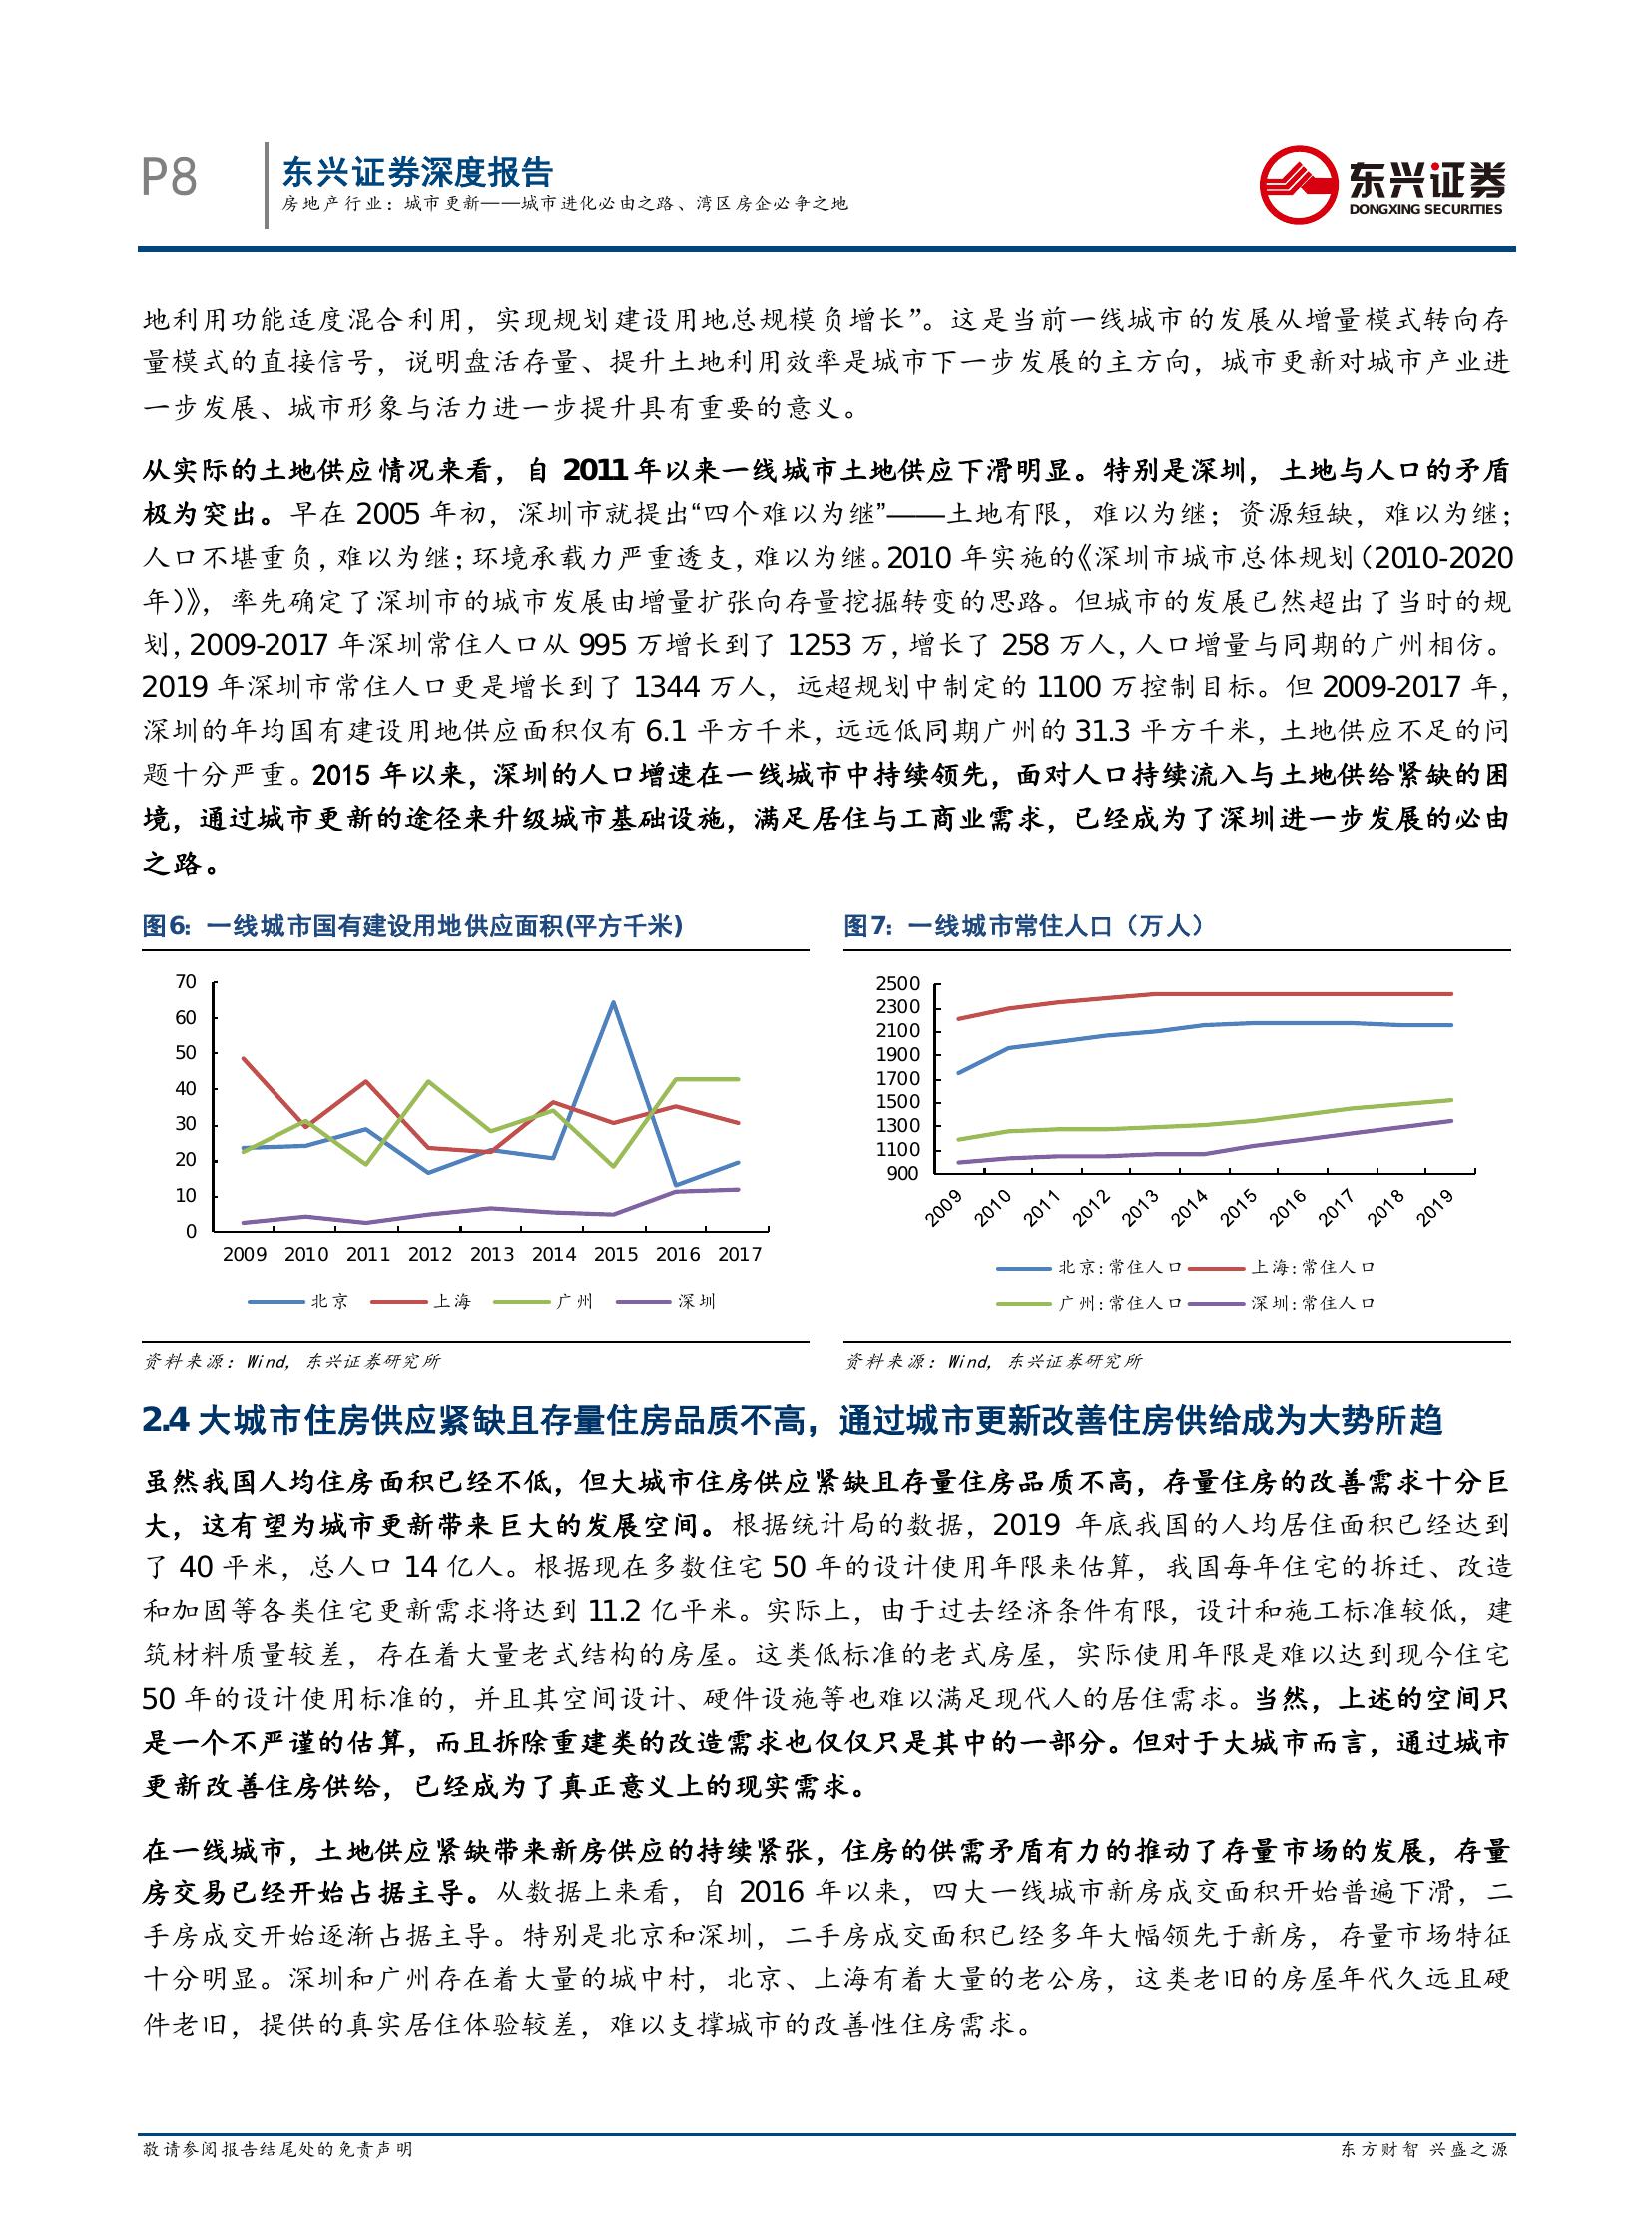 P8
东兴证券深度报告
房地产行业：城市更新——城市进化必由之路、湾区房企必争之地
东兴证券
DONGXING SECURITIES
地利用功能适度混合利用，实现规划建设用地总规模负增长”。这是当前一线城市的发展从增量模式转向存
量模式的直接信号，说明盘活存量、提升土地利用效率是城市下一步发展的主方向，城市更新对城市产业进
一步发展、城市形象与活力进一步提升具有重要的意义。
从实际的土地供应情况来看，自 2011 年以来一线城市土地供应下滑明显。特别是深圳，土地与人口的矛盾
极为突出。早在 2005 年初，深圳市就提出“四个难以为继”——土地有限，难以为继；资源短缺，难以为继；
人口不堪重负，难以为继；环境承载力严重透支，难以为继。2010 年实施的《深圳市城市总体规划（2010-2020
年）》，率先确定了深圳市的城市发展由增量扩张向存量挖掘转变的思路。但城市的发展已然超出了当时的规
划，2009-2017 年深圳常住人口从 995 万增长到了 1253 万，增长了 258 万人，人口增量与同期的广州相仿。
2019 年深圳市常住人口更是增长到了 1344 万人，远超规划中制定的 1100 万控制目标。但 2009-2017 年，
深圳的年均国有建设用地供应面积仅有 6.1 平方千米，远远低同期广州的 31.3 平方千米，土地供应不足的问
题十分严重。2015 年以来，深圳的人口增速在一线城市中持续领先，面对人口持续流入与土地供给紧缺的困
境，通过城市更新的途径来升级城市基础设施，满足居住与工商业需求，已经成为了深圳进一步发展的必由
之路。
图6：一线城市国有建设用地供应面积(平方千米)
70
60
50
40
30
20
10
0
2009 2010 2011 2012 2013 2014 2015 2016 2017
北京 上海 广州 深圳
资料来源：Wind，东兴证券研究所
图7：一线城市常住人口（万人）
2500
2300
2100
1900
1700
1500
1300
1100
900
2009 2010 2011 2012 2013 2014 2015 2016 2017 2018 2019
北京:常住人口 上海:常住人口
广州:常住人口 深圳:常住人口
资料来源：Wind，东兴证券研究所
2.4 大城市住房供应紧缺且存量住房品质不高，通过城市更新改善住房供给成为大势所趋
虽然我国人均住房面积已经不低，但大城市住房供应紧缺且存量住房品质不高，存量住房的改善需求十分巨
大，这有望为城市更新带来巨大的发展空间。根据统计局的数据，2019 年底我国的人均居住面积已经达到
了 40 平米，总人口 14 亿人。根据现在多数住宅 50 年的设计使用年限来估算，我国每年住宅的拆迁、改造
和加固等各类住宅更新需求将达到 11.2 亿平米。实际上，由于过去经济条件有限，设计和施工标准较低，建
筑材料质量较差，存在着大量老式结构的房屋。这类低标准的老式房屋，实际使用年限是难以达到现今住宅
50 年的设计使用标准的，并且其空间设计、硬件设施等也难以满足现代人的居住需求。当然，上述的空间只
是一个不严谨的估算，而且拆除重建类的改造需求也仅仅只是其中的一部分。但对于大城市而言，通过城市
更新改善住房供给，已经成为了真正意义上的现实需求。
在一线城市，土地供应紧缺带来新房供应的持续紧张，住房的供需矛盾有力的推动了存量市场的发展，存量
房交易已经开始占据主导。从数据上来看，自 2016 年以来，四大一线城市新房成交面积开始普遍下滑，二
手房成交开始逐渐占据主导。特别是北京和深圳，二手房成交面积已经多年大幅领先于新房，存量市场特征
十分明显。深圳和广州存在着大量的城中村，北京、上海有着大量的老公房，这类老旧的房屋年代久远且硬
件老旧，提供的真实居住体验较差，难以支撑城市的改善性住房需求。
敬请参阅报告结尾处的免责声明
东方财智 兴盛之源